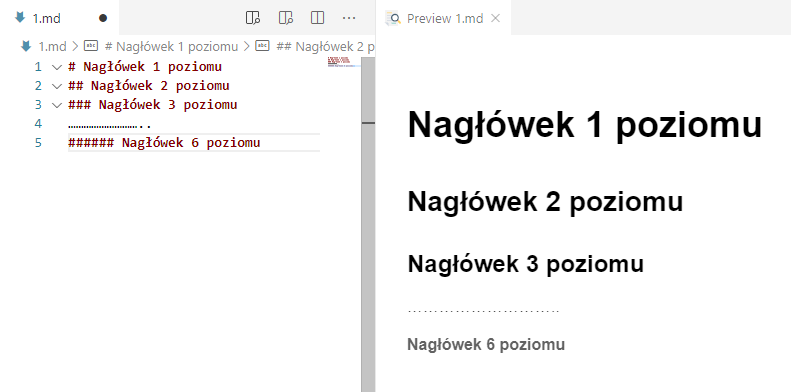 1.md
Preview 1.md
1.md > # Nagłówek 1 poziomu > ## Nagłówek 2 p
1 # Nagłówek 1 poziomu
2 ## Nagłówek 2 poziomu
3 ### Nagłówek 3 poziomu
4 ………………………..
5 ###### Nagłówek 6 poziomu
Nagłówek 1 poziomu
Nagłówek 2 poziomu
Nagłówek 3 poziomu
………………………..
Nagłówek 6 poziomu